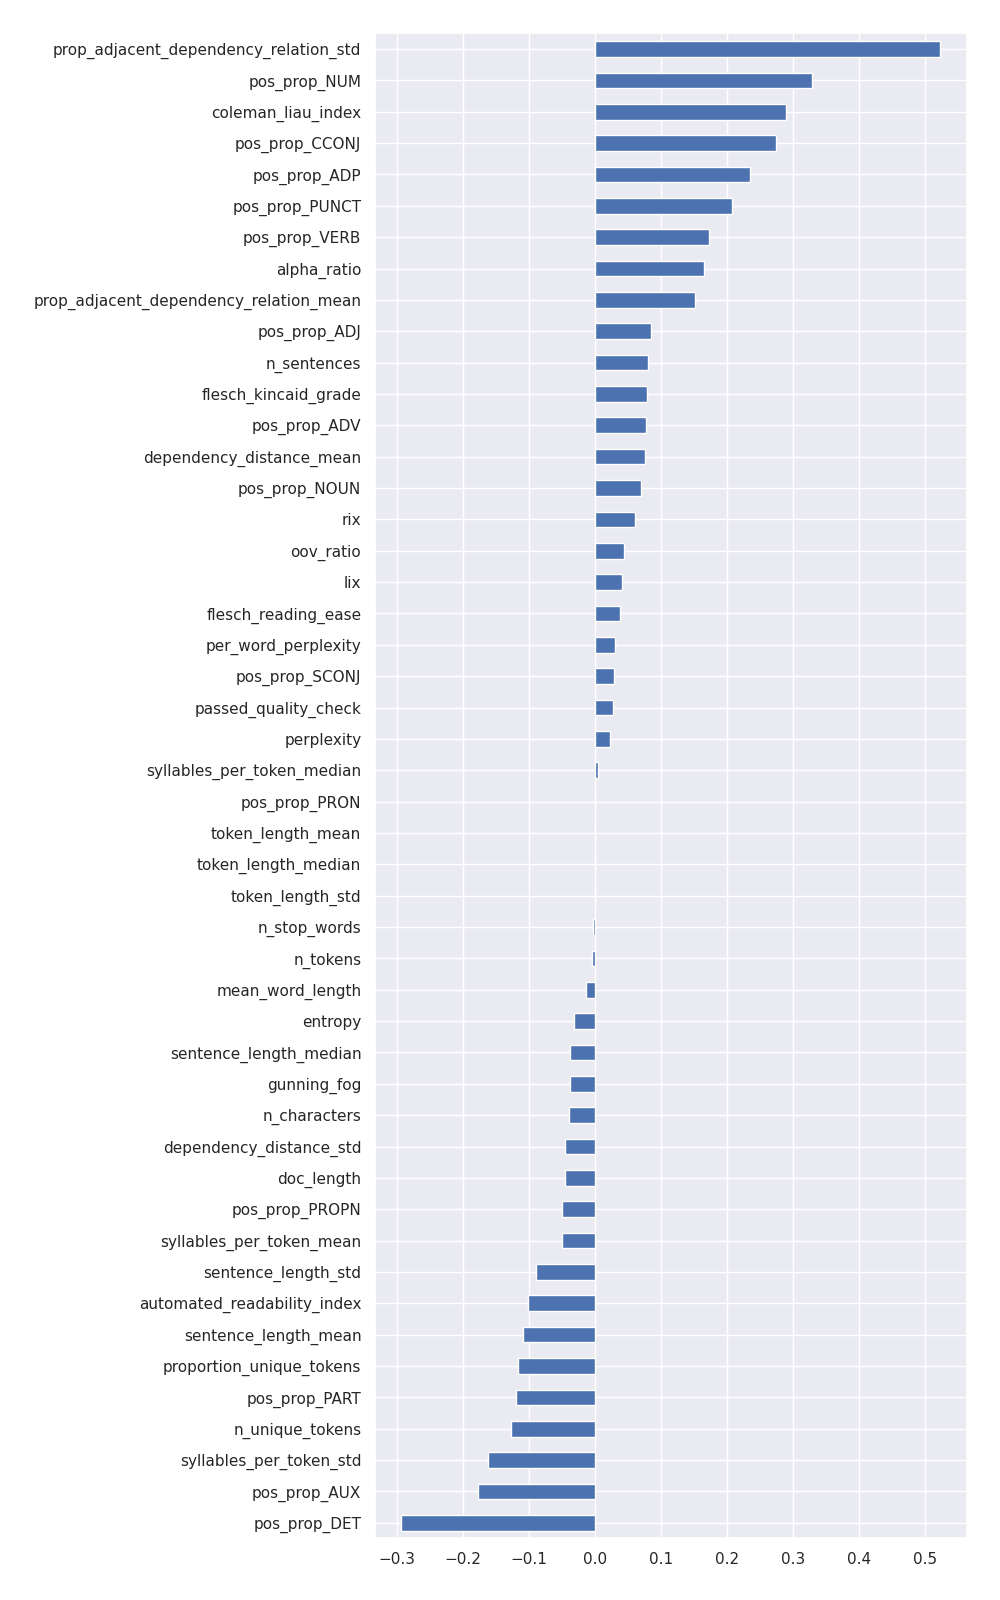 prop_adjacent_dependency_relation_std
pos_prop_NUM
coleman_liau_index
pos_prop_CCONJ
pos_prop_ADP
pos_prop_PUNCT
pos_prop_VERB
alpha_ratio
prop_adjacent_dependency_relation_mean
pos_prop_ADJ
n_sentences
flesch_kincaid_grade
pos_prop_ADV
dependency_distance_mean
pos_prop_NOUN
rix
oov_ratio
lix
flesch_reading_ease
per_word_perplexity
pos_prop_SCONJ
passed_quality_check
perplexity
syllables_per_token_median
pos_prop_PRON
token_length_mean
token_length_median
token_length_std
n_stop_words
n_tokens
mean_word_length
entropy
sentence_length_median
gunning_fog
n_characters
dependency_distance_std
doc_length
pos_prop_PROPN
syllables_per_token_mean
sentence_length_std
automated_readability_index
sentence_length_mean
proportion_unique_tokens
pos_prop_PART
n_unique_tokens
syllables_per_token_std
pos_prop_AUX
pos_prop_DET
−0.3 −0.2 −0.1 0.0 0.1 0.2 0.3 0.4 0.5